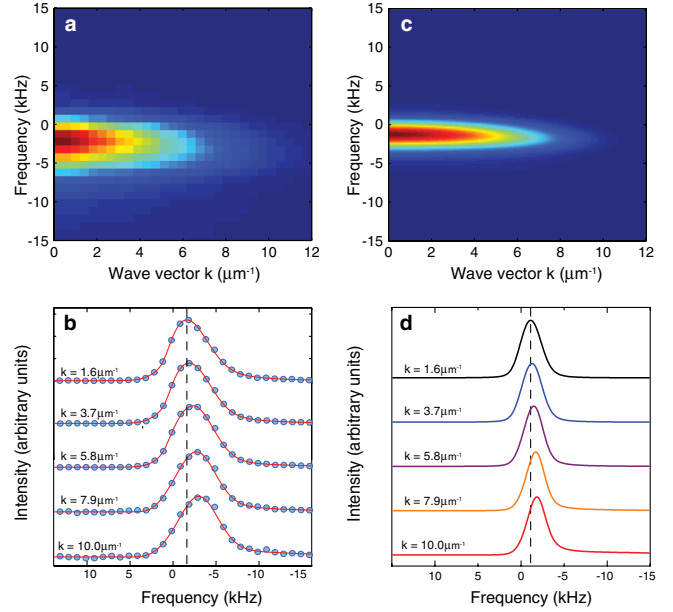 a
15
10
5
0
-5
-10
-15
Frequency (kHz)
0 2 4 6 8 10 12
Wave vector k (μm⁻¹)
c
15
10
5
0
-5
-10
-15
Frequency (kHz)
0 2 4 6 8 10 12
Wave vector k (μm⁻¹)
b
k = 1.6μm⁻¹
k = 3.7μm⁻¹
k = 5.8μm⁻¹
k = 7.9μm⁻¹
k = 10.0μm⁻¹
Intensity (arbitrary units)
10 5 0 -5 -10 -15
Frequency (kHz)
d
k = 1.6μm⁻¹
k = 3.7μm⁻¹
k = 5.8μm⁻¹
k = 7.9μm⁻¹
k = 10.0μm⁻¹
Intensity (arbitrary units)
10 5 0 -5 -10 -15
Frequency (kHz)